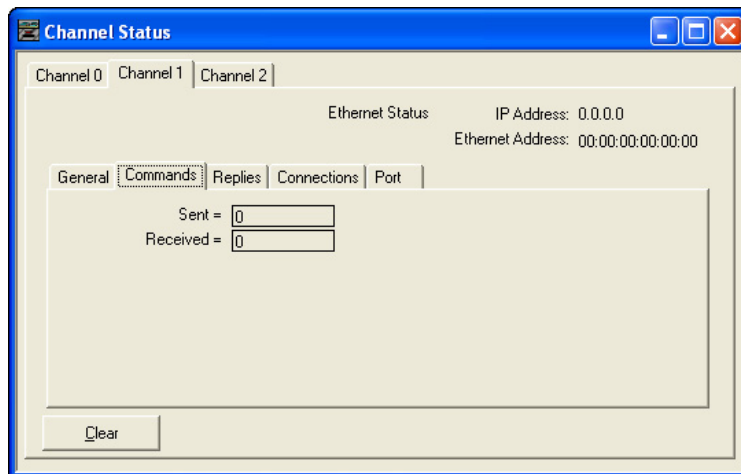 Channel Status
Channel 0 Channel 1 Channel 2
Ethernet Status IP Address: 0.0.0.0
Ethernet Address: 00:00:00:00:00:00
General Commands Replies Connections Port
Sent = 0
Received = 0
Clear